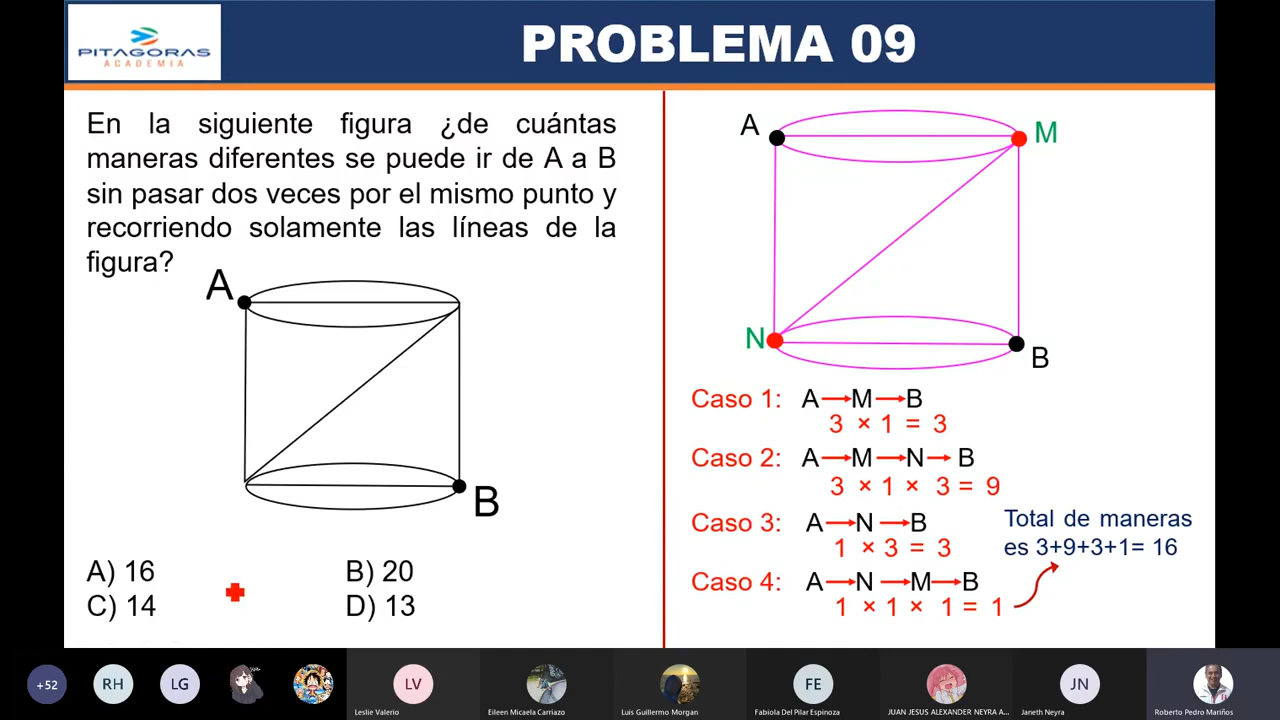 PITAGORAS
ACADEMIA
PROBLEMA 09
En la siguiente figura ¿de cuántas
maneras diferentes se puede ir de A a B
sin pasar dos veces por el mismo punto y
recorriendo solamente las líneas de la
figura?
A
B
A) 16 B) 20
C) 14 D) 13
A
M
N
B
Caso 1: A→M→B
3 × 1 = 3
Caso 2: A→M→N→B
3 × 1 × 3 = 9
Caso 3: A→N→B
1 × 3 = 3
Caso 4: A→N→M→B
1 × 1 × 1 = 1
Total de maneras
es 3+9+3+1= 16
+52
RH
LG
LV
FE
JN
Leslie Valerio
Eileen Micaela Carriazo
Luis Guillermo Morgan
Fabiola Del Pilar Espinoza
JUAN JESUS ALEXANDER NEYRA A...
Janeth Neyra
Roberto Pedro Mariños